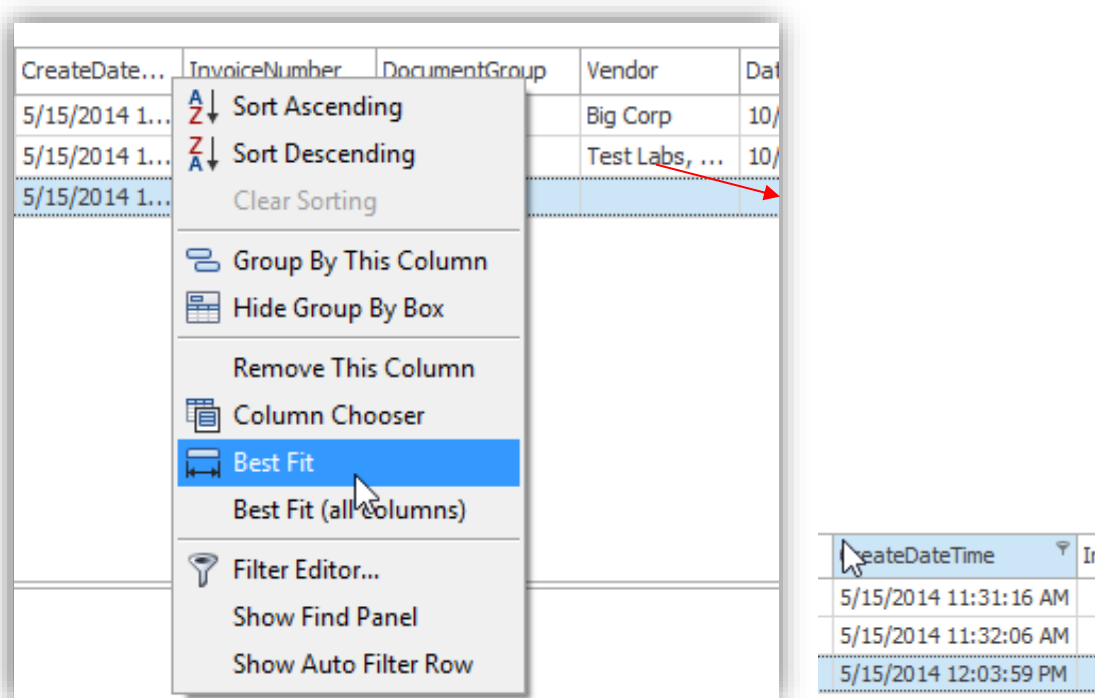 CreateDate... InvoiceNumber DocumentGroup Vendor Dat
5/15/2014 1... Big Corp 10/
5/15/2014 1... Test Labs, ... 10/
5/15/2014 1...
Sort Ascending
Sort Descending
Clear Sorting
Group By This Column
Hide Group By Box
Remove This Column
Column Chooser
Best Fit
Best Fit (all columns)
Filter Editor...
Show Find Panel
Show Auto Filter Row
CreateDateTime In
5/15/2014 11:31:16 AM
5/15/2014 11:32:06 AM
5/15/2014 12:03:59 PM